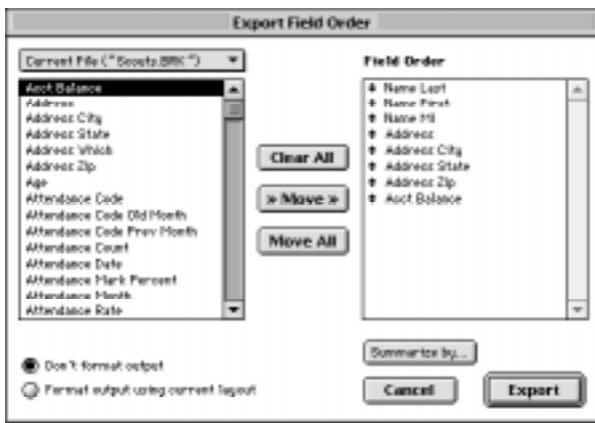 Export Field Order
Current File ("Scouts.BMK")
Acct Balance
Address
Address City
Address State
Address Which
Address Zip
Age
Attendance Code
Attendance Code Old Month
Attendance Code Prev Month
Attendance Count
Attendance Date
Attendance Mark Percent
Attendance Month
Attendance Rate
Clear All
» Move »
Move All
Field Order
Name Last
Name First
Name MI
Address
Address City
Address State
Address Zip
Acct Balance
Don't format output
Format output using current layout
Summarize by...
Cancel
Export